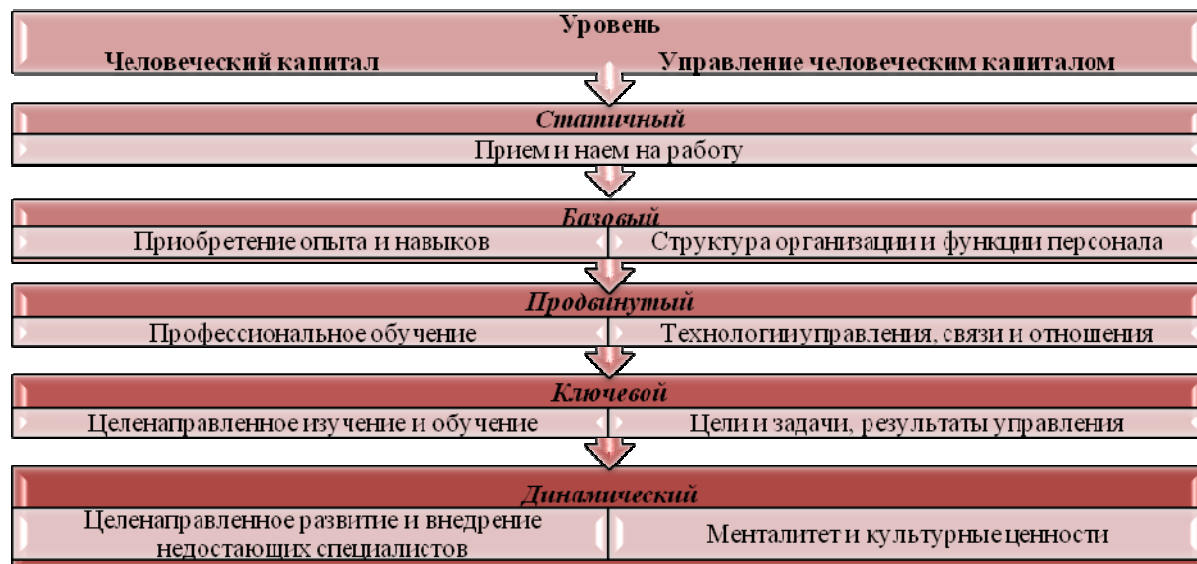 Уровень
Человеческий капитал Управление человеческим капиталом
Статичный
Прием и наем на работу
Базовый
Приобретение опыта и навыков Структура организации и функции персонала
Продвинутый
Профессиональное обучение Технологииуправления, связи и отношения
Ключевой
Целенаправленное изучение и обучение Цели и задачи, результаты управления
Динамический
Целенаправленное развитие и внедрение
недостающих специалистов Менталитет и культурные ценности